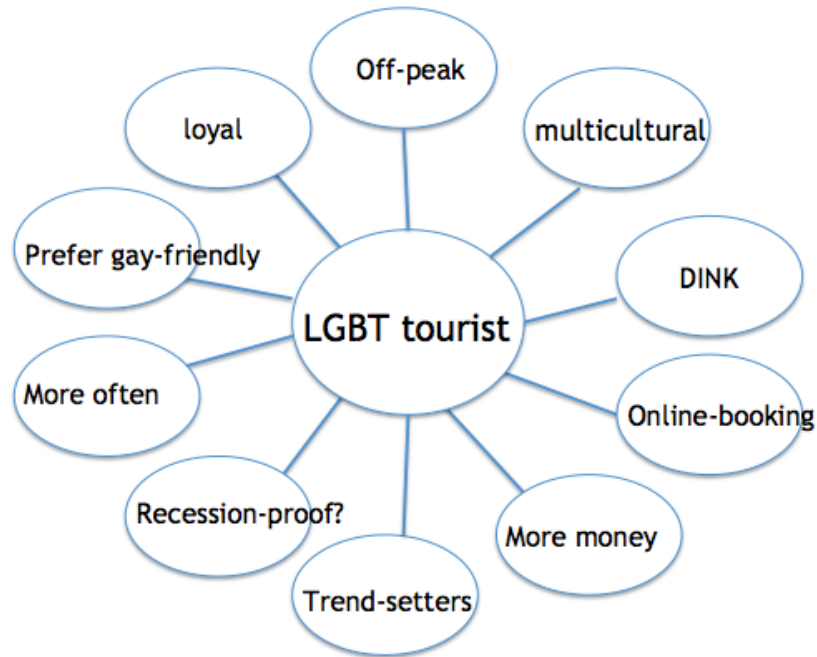 Off-peak
loyal
multicultural
Prefer gay-friendly
DINK
LGBT tourist
More often
Online-booking
Recession-proof?
More money
Trend-setters